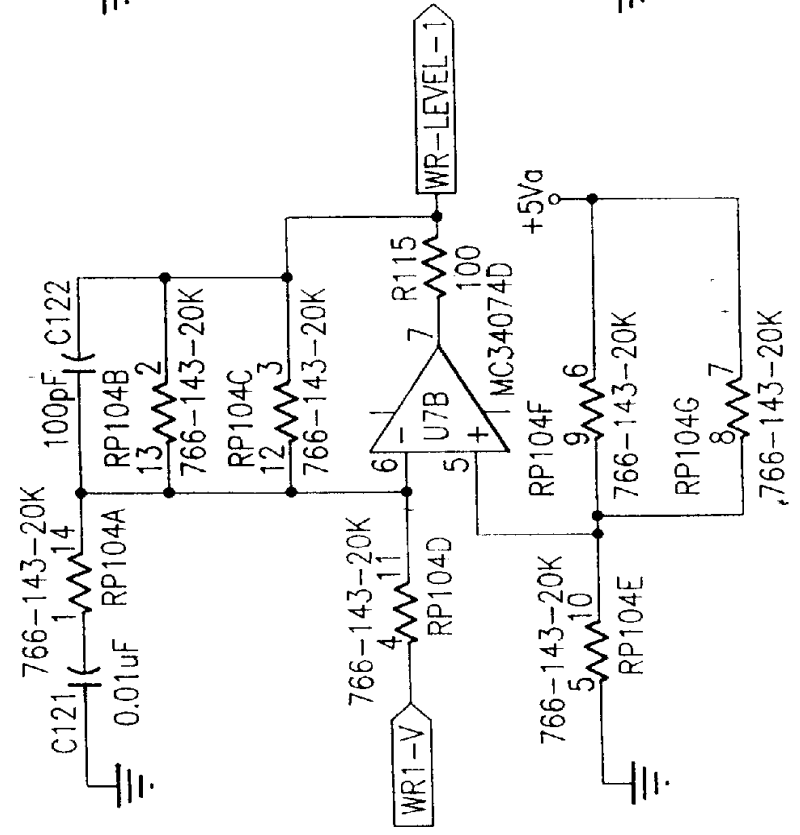 WR-LEVEL-1
100pF
C122
RP104B
13
2
766-143-20K
RP104C
12
3
766-143-20K
R115
100
7
MC34074D
U7B
6
-
5
+
+5Va
RP104F
9
6
766-143-20K
RP104G
8
7
766-143-20K
766-143-20K
1
14
RP104A
C121
0.01uF
766-143-20K
4
11
RP104D
WR1-V
766-143-20K
5
10
RP104E